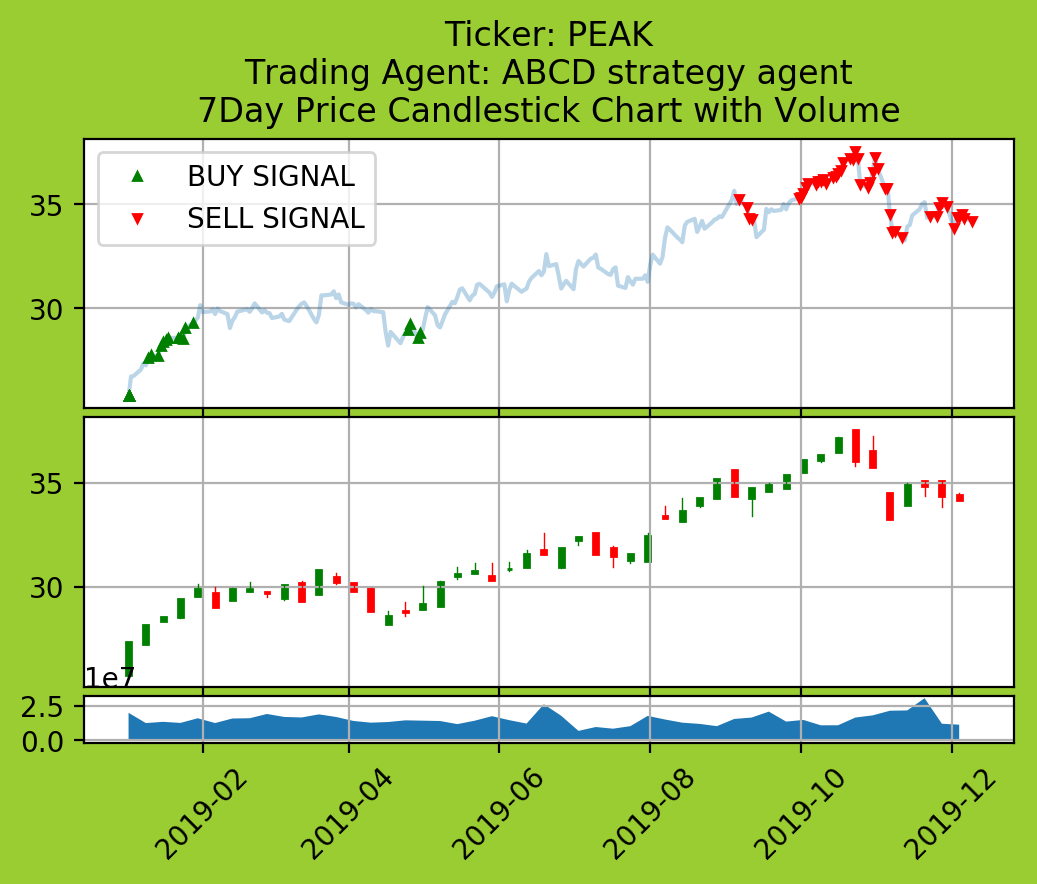 Ticker: PEAK
Trading Agent: ABCD strategy agent
7Day Price Candlestick Chart with Volume
BUY SIGNAL
SELL SIGNAL
35
30
35
30
1e7
2.5
0.0
2019-02
2019-04
2019-06
2019-08
2019-10
2019-12